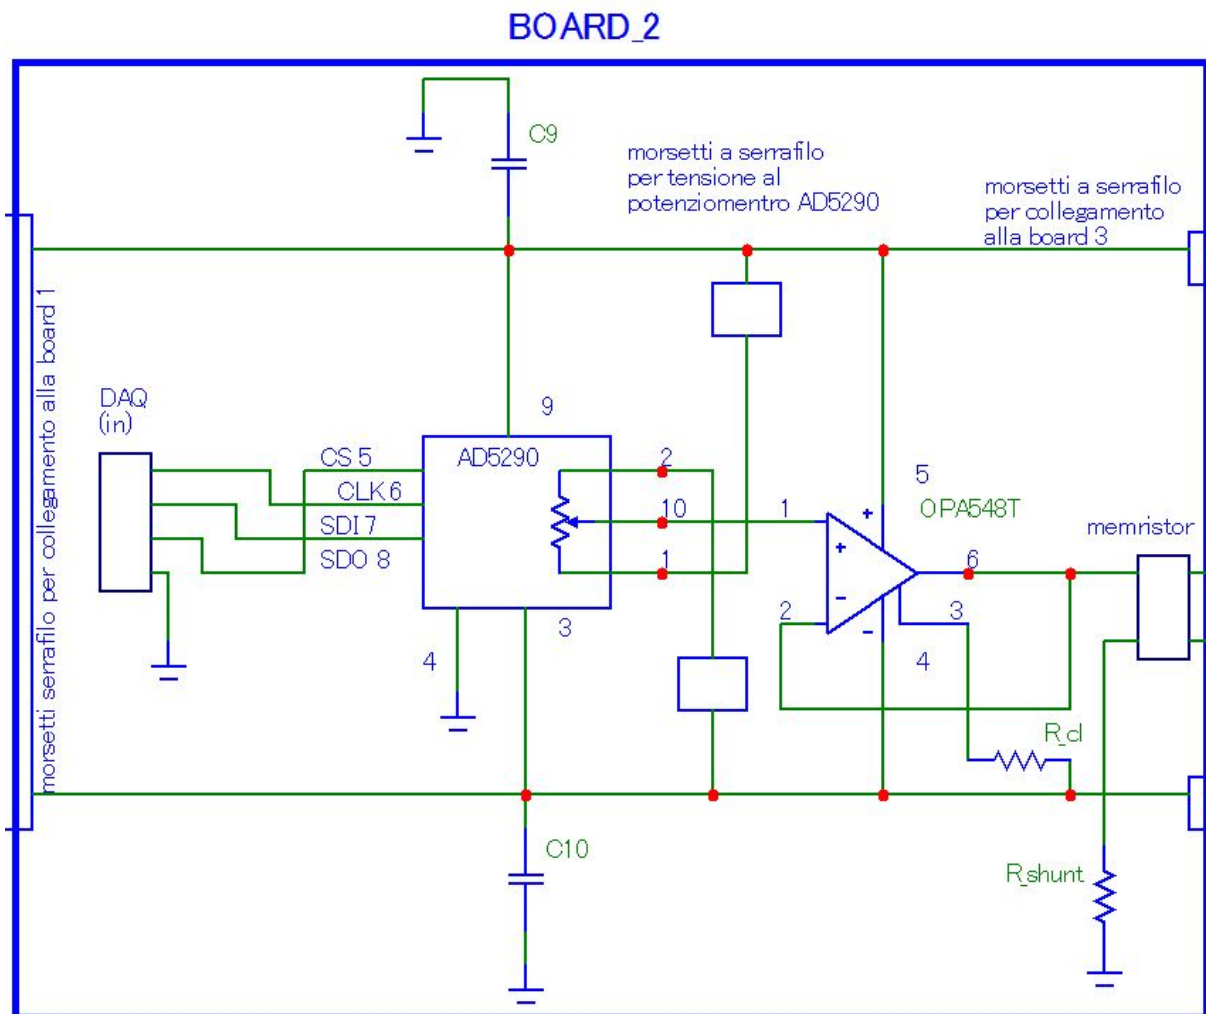 BOARD_2
C9
morsetti a serrafilo
per tensione al
potenziomentro AD5290
morsetti a serrafilo
per collegamento
alla board 3
morsetti serrafilo per collegamento alla board 1
DAQ
(in)
9
CS 5
AD5290
2
CLK 6
10
1
5
OPA548T
SDI 7
memristor
SDO 8
1
6
+
+
-
-
2
3
3
4
4
R_cl
C10
R_shunt